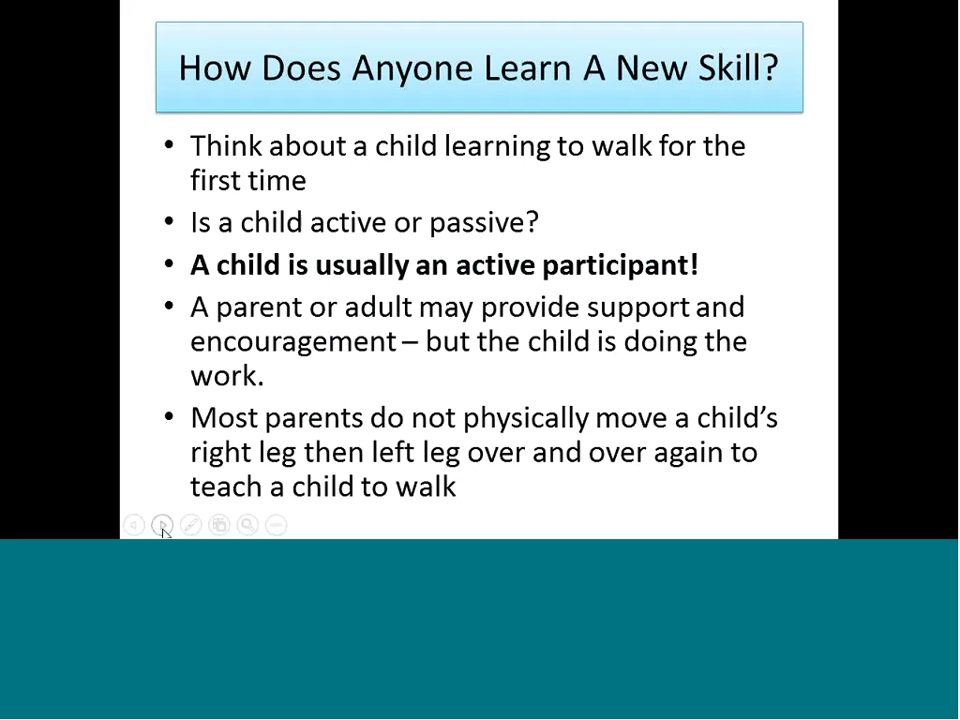 How Does Anyone Learn A New Skill?
• Think about a child learning to walk for the
first time
• Is a child active or passive?
• A child is usually an active participant!
• A parent or adult may provide support and
encouragement – but the child is doing the
work.
• Most parents do not physically move a child’s
right leg then left leg over and over again to
teach a child to walk